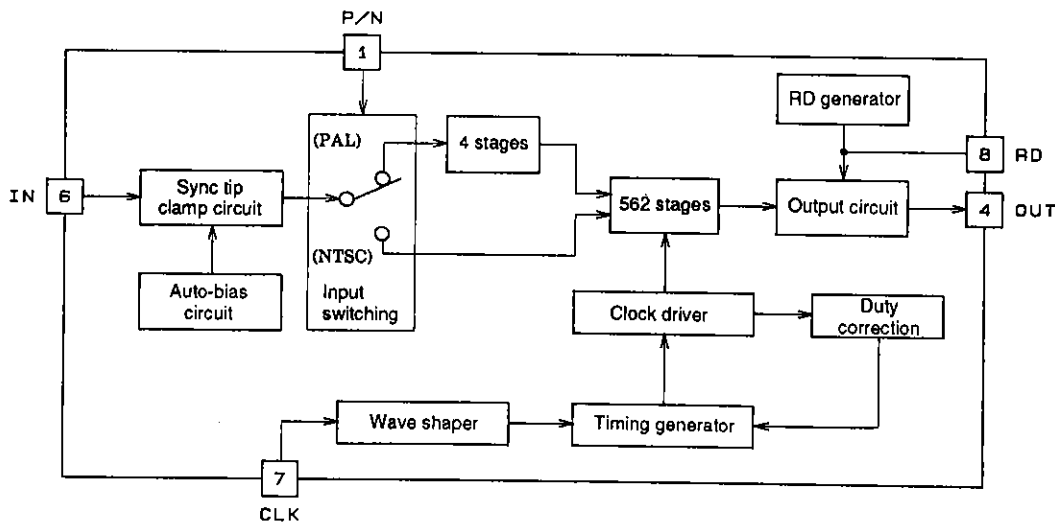 P/N
1
RD generator
(PAL)
4 stages
8 RD
IN 6
Sync tip
clamp circuit
562 stages
Output circuit
4 OUT
(NTSC)
Auto-bias
circuit
Input
switching
Clock driver
Duty
correction
Wave shaper
Timing generator
7
CLK